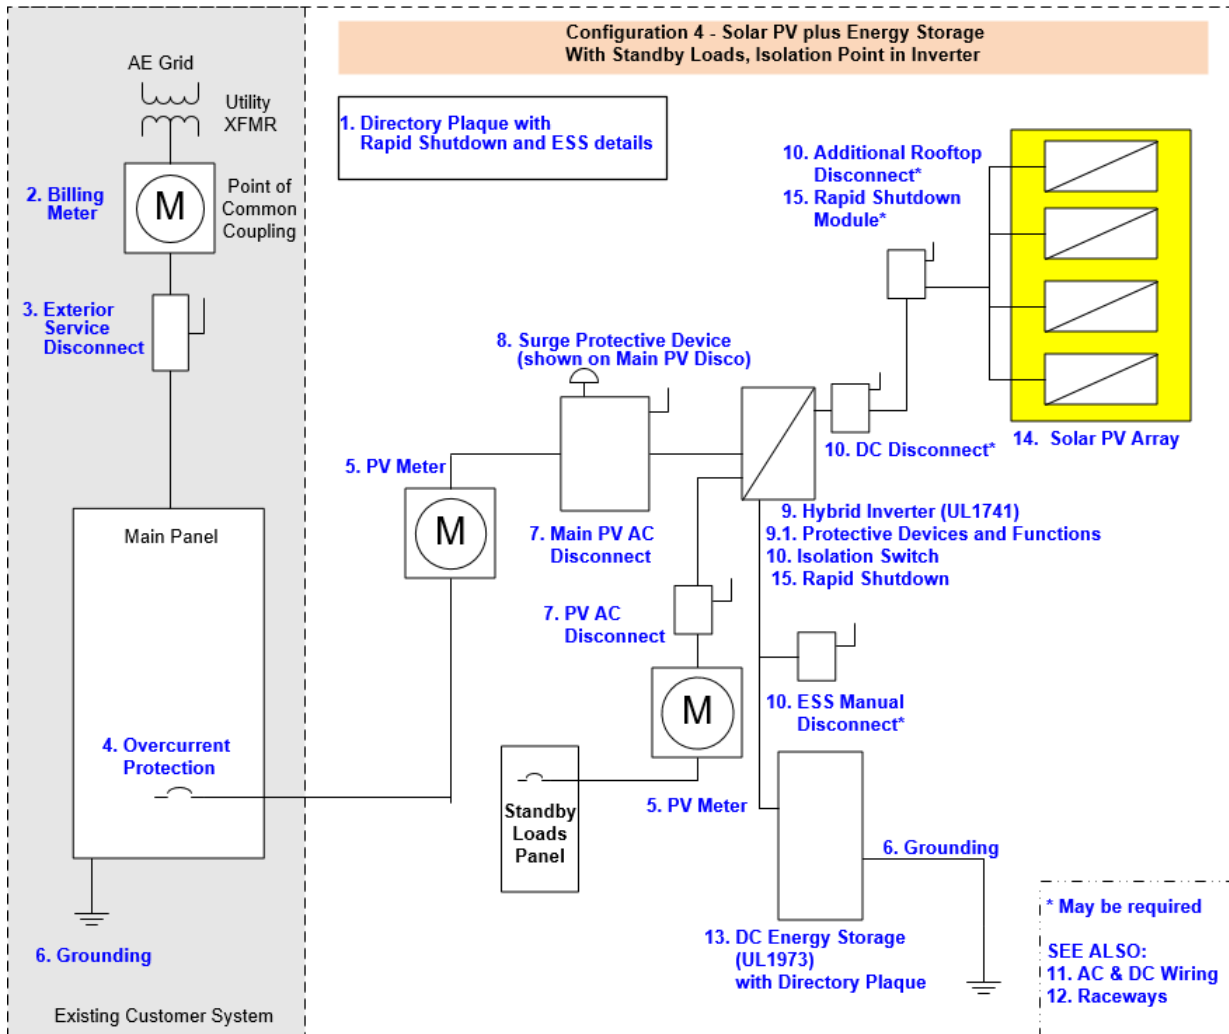 Configuration 4 - Solar PV plus Energy Storage
With Standby Loads, Isolation Point in Inverter
AE Grid
Utility
XFMR
1. Directory Plaque with
Rapid Shutdown and ESS details
2. Billing
Meter
M
Point of
Common
Coupling
3. Exterior
Service
Disconnect
10. Additional Rooftop
Disconnect*
15. Rapid Shutdown
Module*
8. Surge Protective Device
(shown on Main PV Disco)
10. DC Disconnect*
14. Solar PV Array
5. PV Meter
M
7. Main PV AC
Disconnect
9. Hybrid Inverter (UL1741)
9.1. Protective Devices and Functions
10. Isolation Switch
15. Rapid Shutdown
Main Panel
7. PV AC
Disconnect
M
10. ESS Manual
Disconnect*
4. Overcurrent
Protection
5. PV Meter
Standby
Loads
Panel
6. Grounding
13. DC Energy Storage
(UL1973)
with Directory Plaque
6. Grounding
Existing Customer System
* May be required
SEE ALSO:
11. AC & DC Wiring
12. Raceways